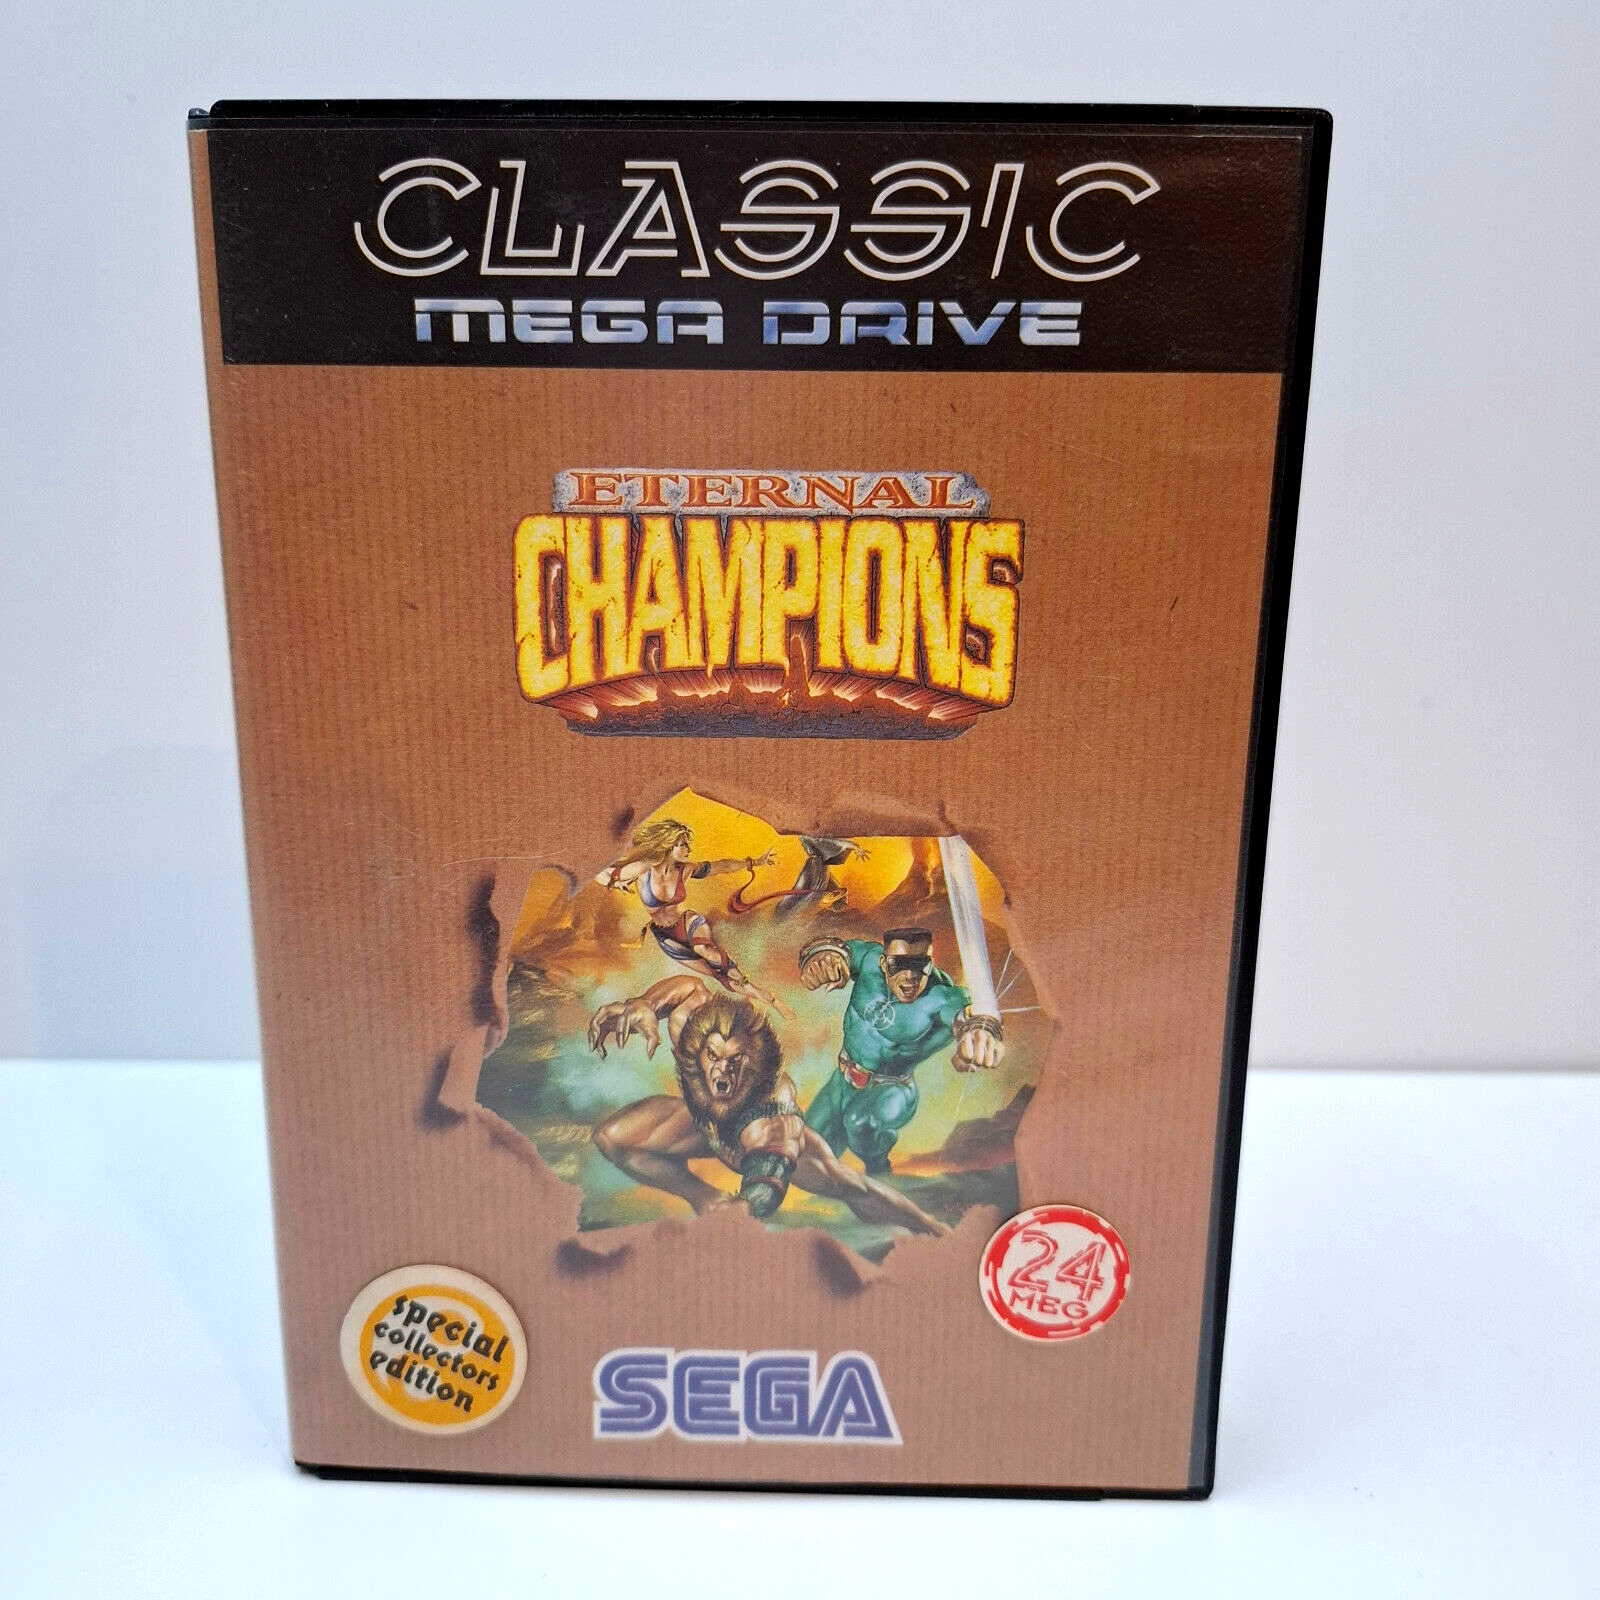 CLASSIC
MEGA DRIVE
ETERNAL
CHAMPIONS
24
MEG
special
collectors
edition
SEGA